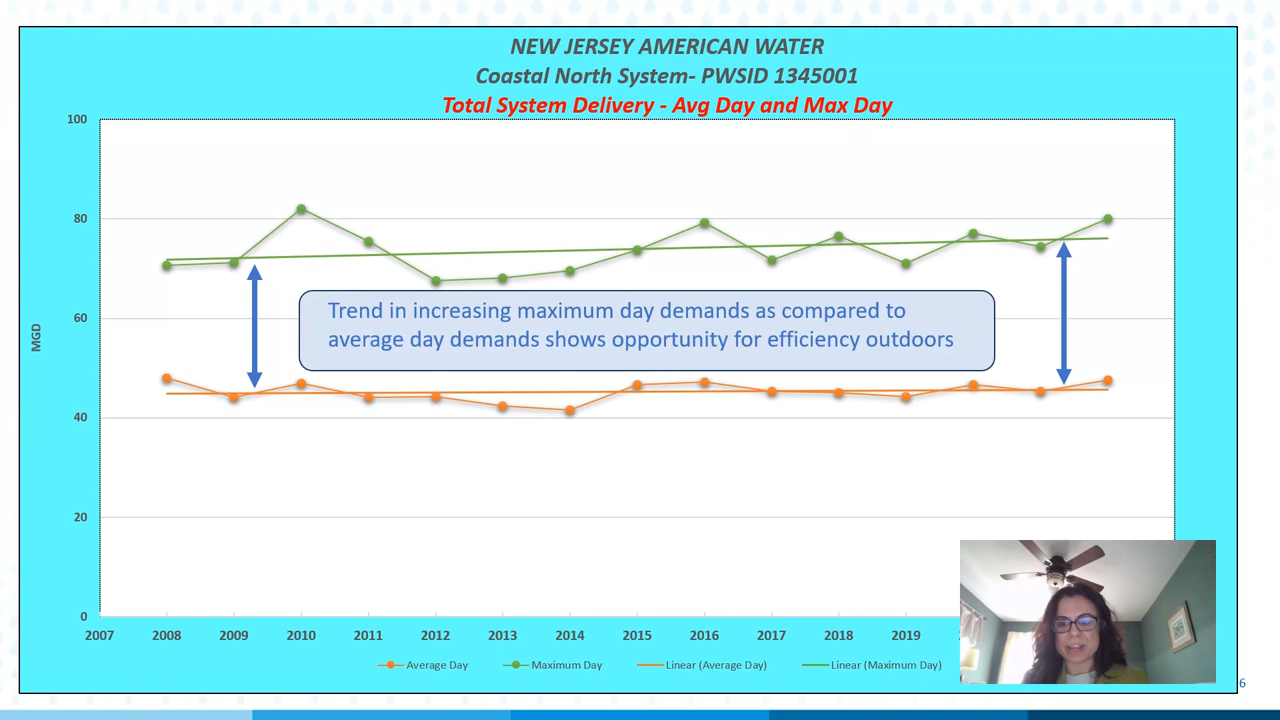 NEW JERSEY AMERICAN WATER
Coastal North System- PWSID 1345001
Total System Delivery - Avg Day and Max Day
100
80
60
40
20
0
MGD
Trend in increasing maximum day demands as compared to
average day demands shows opportunity for efficiency outdoors
2007 2008 2009 2010 2011 2012 2013 2014 2015 2016 2017 2018 2019
Average Day Maximum Day Linear (Average Day) Linear (Maximum Day)
6